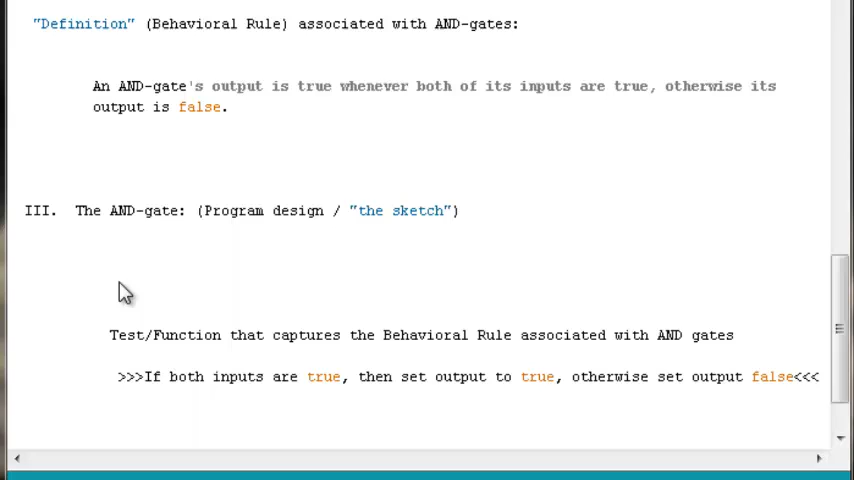 "Definition" (Behavioral Rule) associated with AND-gates:
An AND-gate's output is true whenever both of its inputs are true, otherwise its
output is false.
III. The AND-gate: (Program design / "the sketch")
Test/Function that captures the Behavioral Rule associated with AND gates
>>>If both inputs are true, then set output to true, otherwise set output false<<<